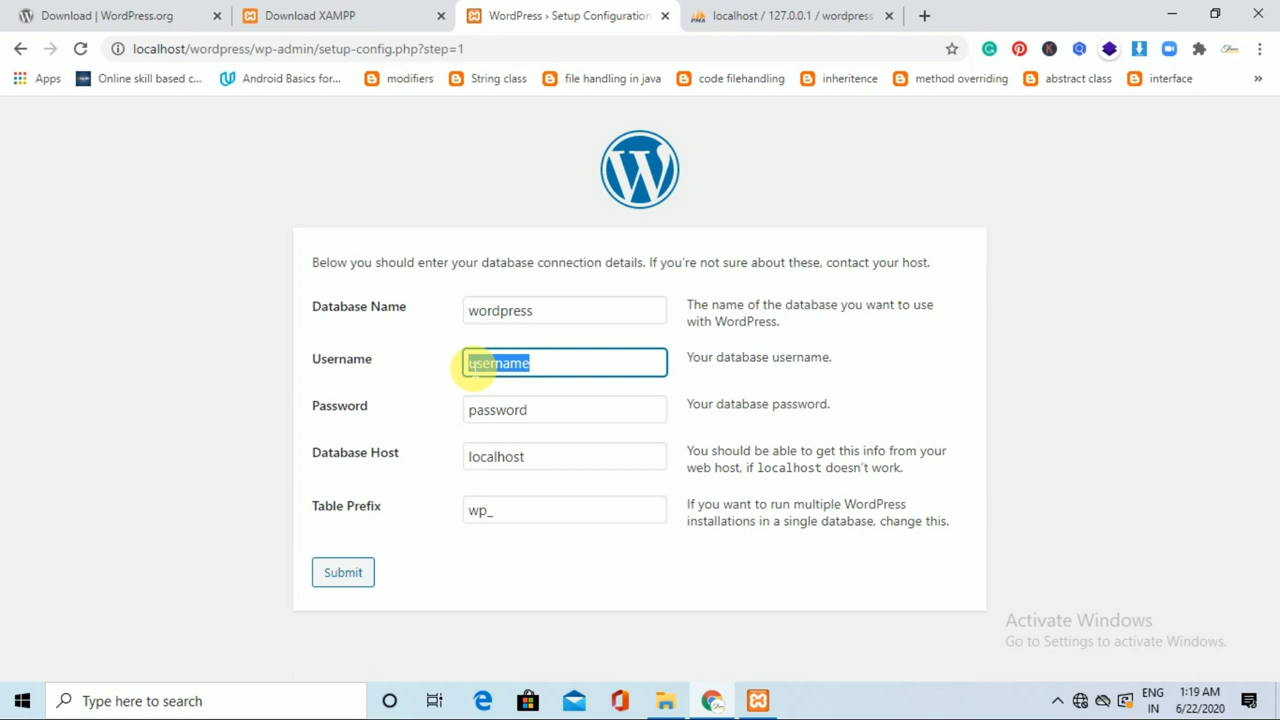 Download | WordPress.org
Download XAMPP
WordPress › Setup Configuration
localhost / 127.0.0.1 / wordpress
localhost/wordpress/wp-admin/setup-config.php?step=1
Apps
Online skill based c...
Android Basics for...
modifiers
String class
file handling in java
code filehandling
inheritence
method overriding
abstract class
interface
»
Below you should enter your database connection details. If you're not sure about these, contact your host.
Database Name
wordpress
The name of the database you want to use
with WordPress.
Username
username
Your database username.
Password
password
Your database password.
Database Host
localhost
You should be able to get this info from your
web host, if localhost doesn't work.
Table Prefix
wp_
If you want to run multiple WordPress
installations in a single database, change this.
Submit
Activate Windows
Go to Settings to activate Windows.
Type here to search
ENG
IN
1:19 AM
6/22/2020